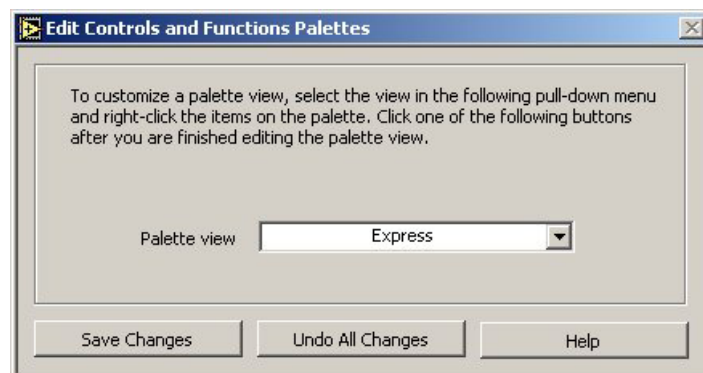 Edit Controls and Functions Palettes
To customize a palette view, select the view in the following pull-down menu
and right-click the items on the palette. Click one of the following buttons
after you are finished editing the palette view.
Palette view Express
Save Changes Undo All Changes Help